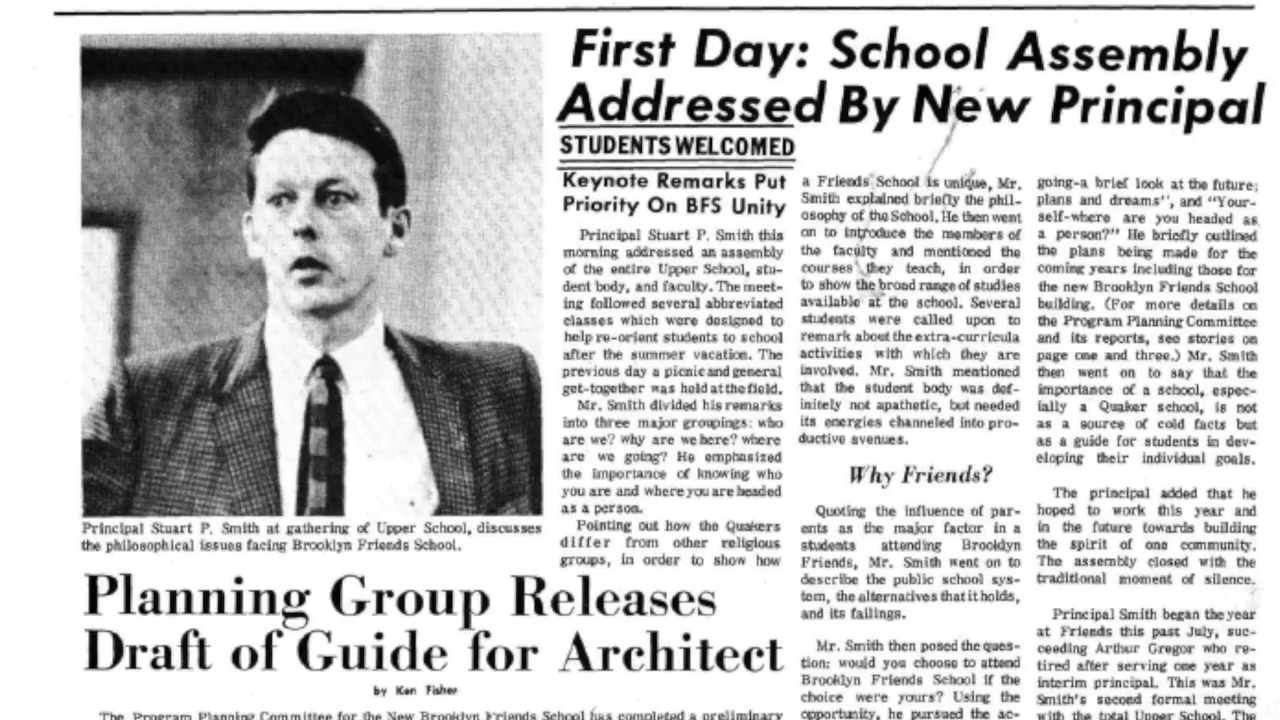 First Day: School Assembly
Addressed By New Principal
STUDENTS WELCOMED
Keynote Remarks Put
Priority On BFS Unity
Principal Stuart P. Smith this
morning addressed an assembly
of the entire Upper School, stu-
dent body, and faculty. The meet-
ing followed several abbreviated
classes which were designed to
help re-orient students to school
after the summer vacation. The
previous day a picnic and general
get-together was held at the field.
Mr. Smith divided his remarks
into three major groupings: who
are we? why are we here? where
are we going? He emphasized
the importance of knowing who
you are and where you are headed
as a person.
Pointing out how the Quakers
differ from other religious
groups, in order to show how
a Friends School is unique, Mr.
Smith explained briefly the phil-
osophy of the School. He then went
on to introduce the members of
the faculty and mentioned the
courses they teach, in order
to show the broad range of studies
available at the school. Several
students were called upon to
remark about the extra-curricula
activities with which they are
involved. Mr. Smith mentioned
that the student body was def-
initely not apathetic, but needed
its energies channeled into pro-
ductive avenues.
Why Friends?
Quoting the influence of par-
ents as the major factor in a
students attending Brooklyn
Friends, Mr. Smith went on to
describe the public school sys-
tem, the alternatives that it holds,
and its failings.
Mr. Smith then posed the ques-
tion: would you choose to attend
Brooklyn Friends School if the
choice were yours? Using the
opportunity, he pursued the ac-
going-a brief look at the future;
plans and dreams", and "Your-
self-where are you headed as
a person?" He briefly outlined
the plans being made for the
coming years including those for
the new Brooklyn Friends School
building. (For more details on
the Program Planning Committee
and its reports, see stories on
page one and three.) Mr. Smith
then went on to say that the
importance of a school, espec-
ially a Quaker school, is not
as a source of cold facts but
as a guide for students in dev-
eloping their individual goals.
The principal added that he
hoped to work this year and
in the future towards building
the spirit of one community.
The assembly closed with the
traditional moment of silence.
Principal Smith began the year
at Friends this past July, suc-
ceeding Arthur Gregor who re-
tired after serving one year as
interim principal. This was Mr.
Smith's second formal meeting
with the total Upper School. The
Principal Stuart P. Smith at gathering of Upper School, discusses
the philosophical issues facing Brooklyn Friends School.
Planning Group Releases
Draft of Guide for Architect
by Ken Fisher
The Program Planning Committee for the New Brooklyn Friends School has completed a preliminary